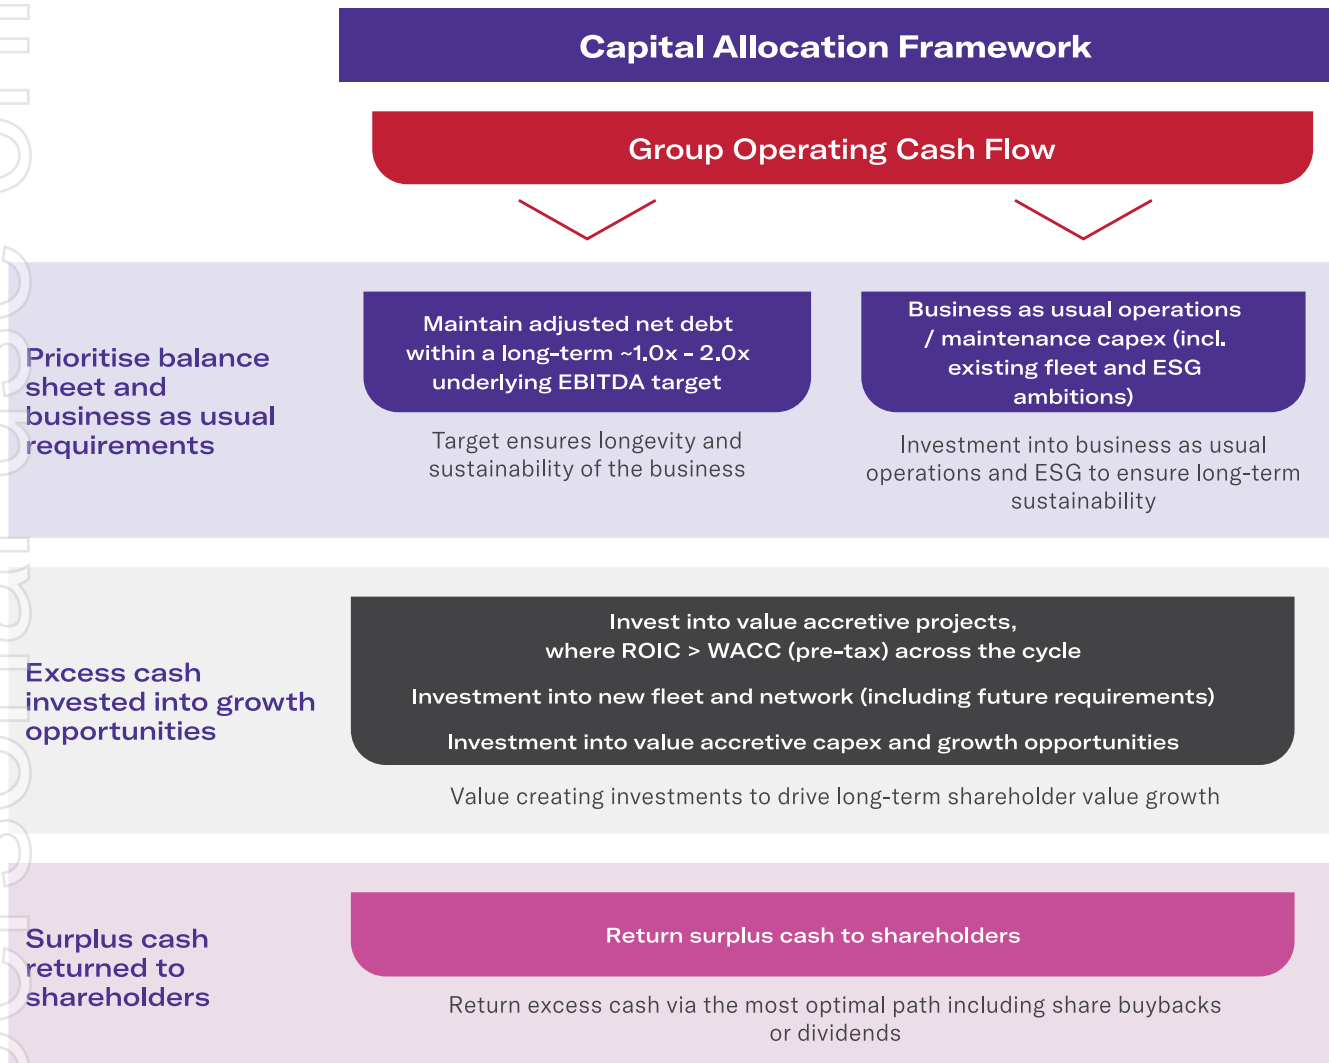 Capital Allocation Framework
Group Operating Cash Flow
Prioritise balance
sheet and
business as usual
requirements
Maintain adjusted net debt
within a long-term ~1.0x - 2.0x
underlying EBITDA target
Target ensures longevity and
sustainability of the business
Business as usual operations
/ maintenance capex (incl.
existing fleet and ESG
ambitions)
Investment into business as usual
operations and ESG to ensure long-term
sustainability
Excess cash
invested into growth
opportunities
Invest into value accretive projects,
where ROIC > WACC (pre-tax) across the cycle
Investment into new fleet and network (including future requirements)
Investment into value accretive capex and growth opportunities
Value creating investments to drive long-term shareholder value growth
Surplus cash
returned to
shareholders
Return surplus cash to shareholders
Return excess cash via the most optimal path including share buybacks
or dividends